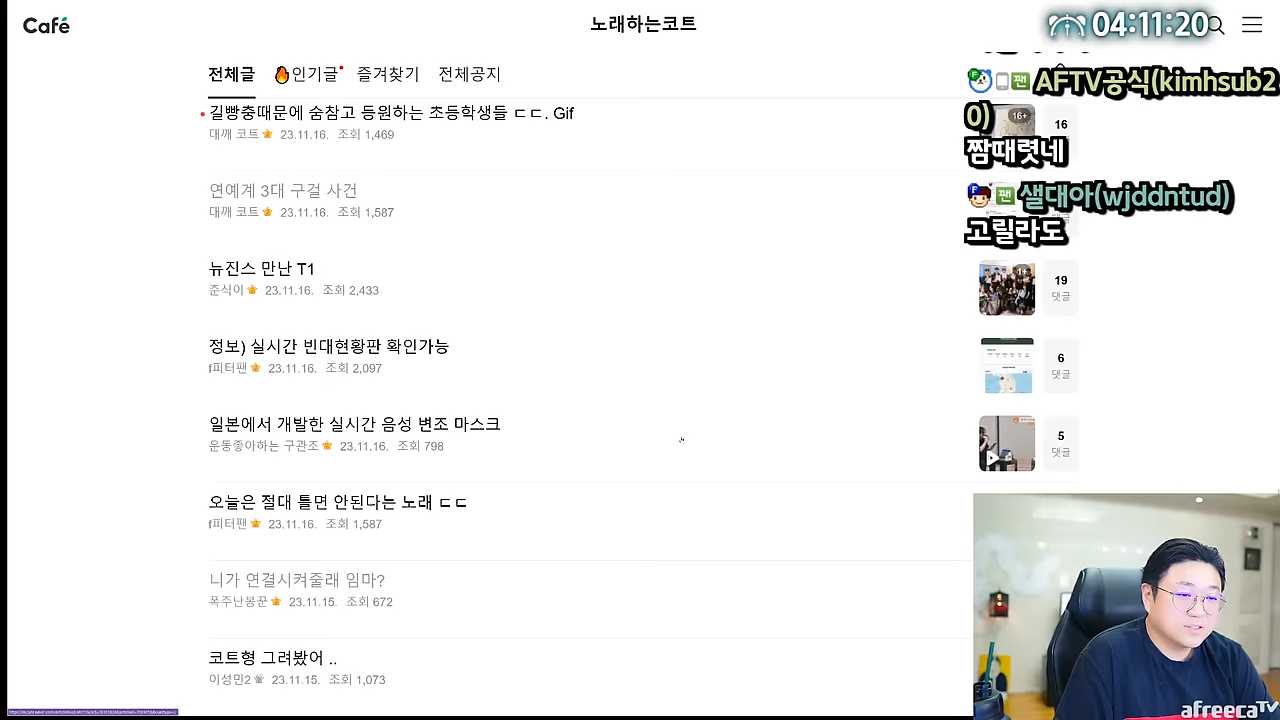 Café
노래하는코트
04:11:20
전체글 인기글 즐겨찾기 전체공지
길빵충때문에 숨참고 등원하는 초등학생들 ㄷㄷ. Gif
대깨 코트 23.11.16. 조회 1,469
16+
16
연예계 3대 구걸 사건
대깨 코트 23.11.16. 조회 1,587
뉴진스 만난 T1
준식이 23.11.16. 조회 2,433
19
댓글
정보) 실시간 빈대현황판 확인가능
f피터팬 23.11.16. 조회 2,097
6
댓글
일본에서 개발한 실시간 음성 변조 마스크
운동좋아하는 구관조 23.11.16. 조회 798
5
댓글
오늘은 절대 틀면 안된다는 노래 ㄷㄷ
f피터팬 23.11.16. 조회 1,587
니가 연결시켜줄래 임마?
폭주난봉꾼 23.11.15. 조회 672
코트형 그려봤어 ..
이성민2 23.11.15. 조회 1,073
팬 AFTV공식(kimhsub2
0)
짬때렷네
팬 샐대아(wjddntud)
고릴라도
afreecaTV